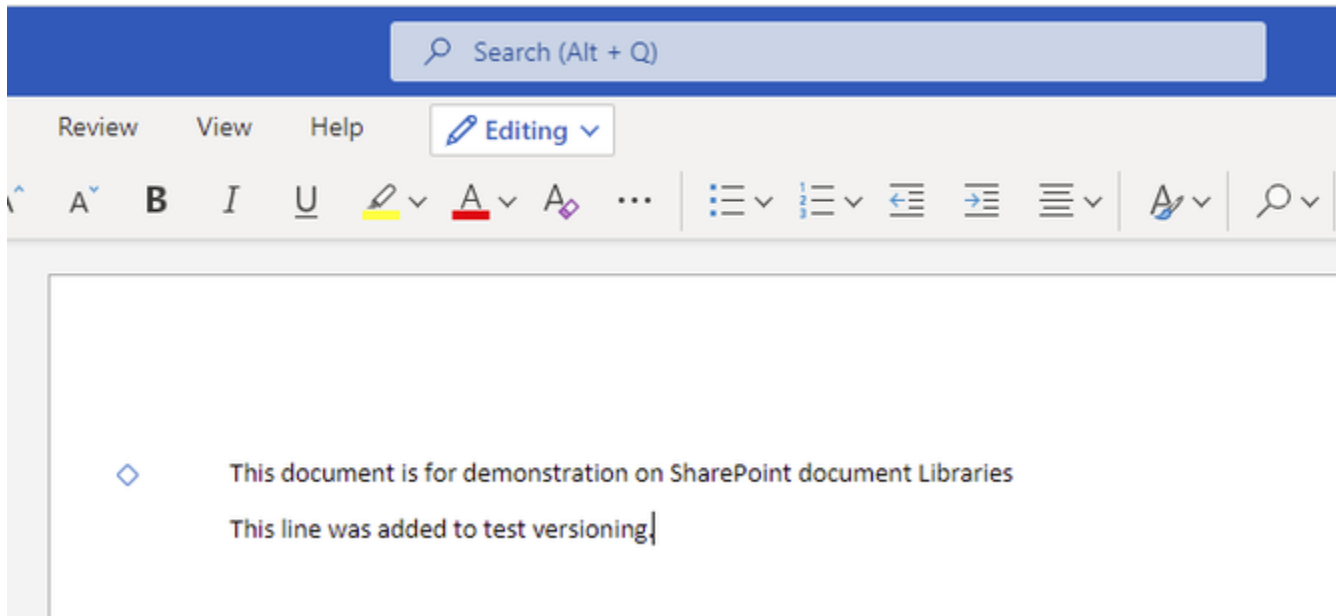 Search (Alt + Q)
Review View Help Editing
A B I U A A
This document is for demonstration on SharePoint document Libraries
This line was added to test versioning.